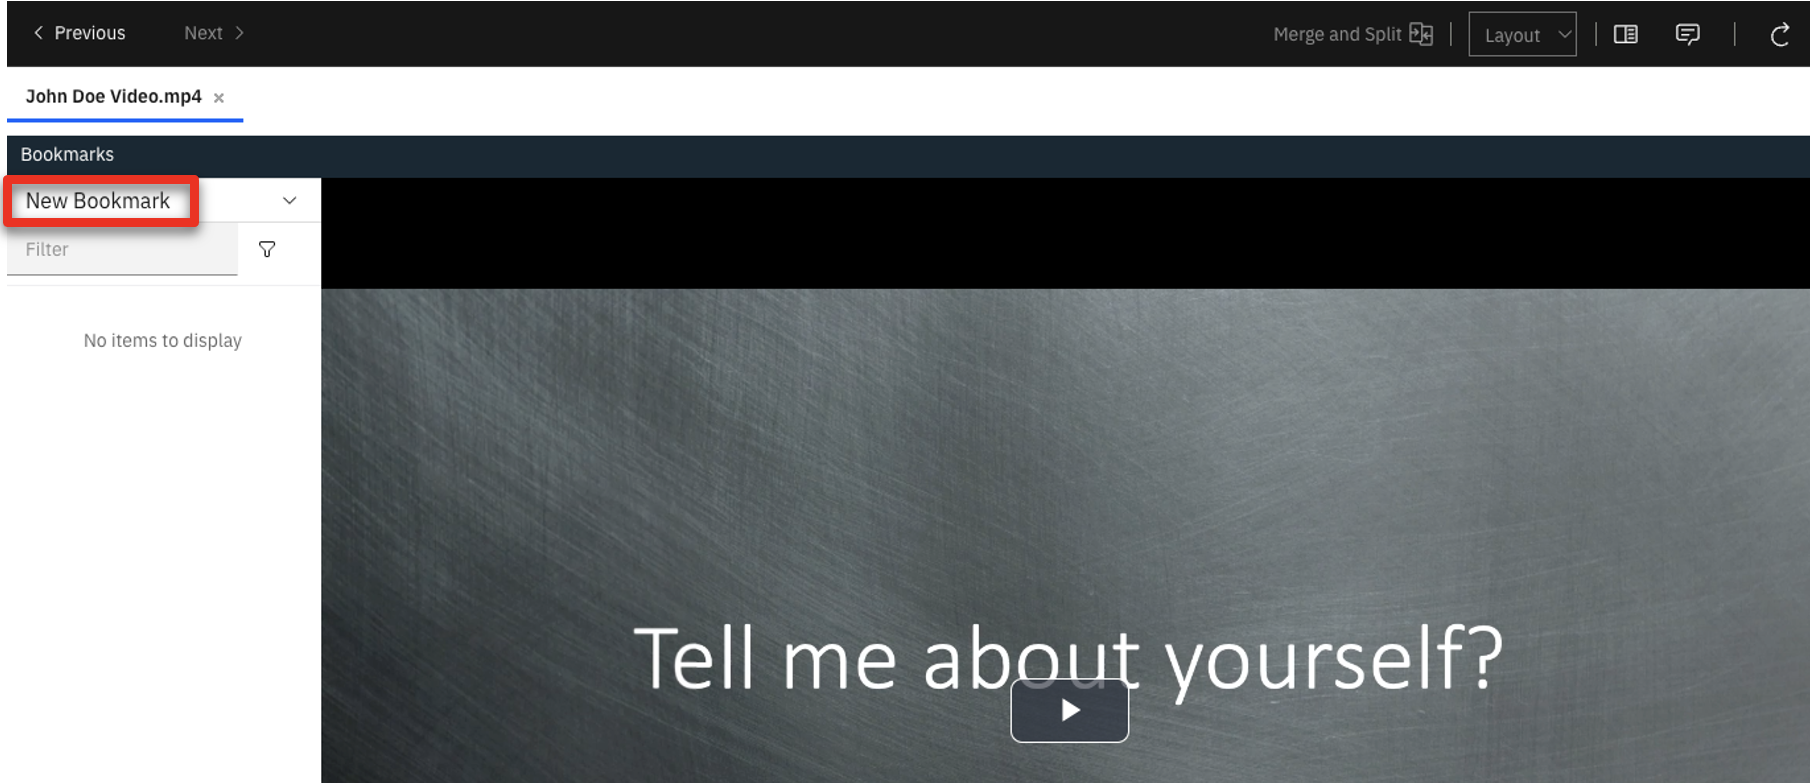 Previous Next Merge and Split Layout
John Doe Video.mp4
Bookmarks
New Bookmark
Filter
No items to display
Tell me about yourself?